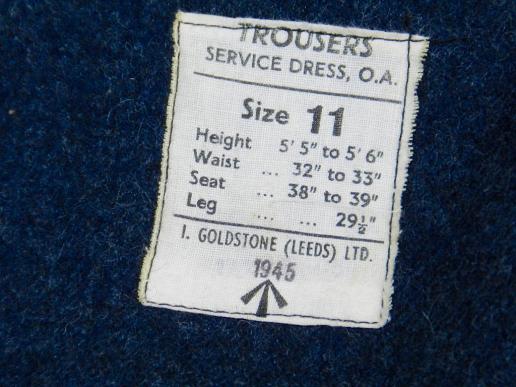 TROUSERS
SERVICE DRESS, O.A.
Size 11
Height 5' 5" to 5' 6"
Waist ... 32" to 33"
Seat ... 38" to 39"
Leg .... ... 29½"
I. GOLDSTONE (LEEDS) LTD.
1945